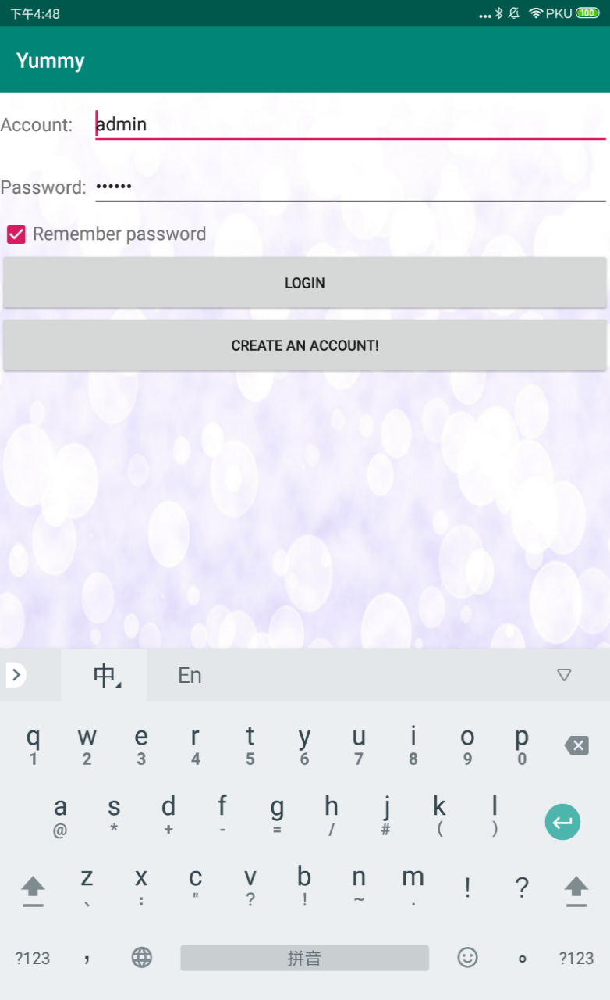 下午4:48 ... PKU 100
Yummy
Account: admin
Password: ••••••
Remember password
LOGIN
CREATE AN ACCOUNT!
中 En
q w e r t y u i o p
1 2 3 4 5 6 7 8 9 0
a s d f g h j k l
@ * + - = / # ( )
z x c v b n m ! ?
、 : " ? ! ~ .
?123 , 拼音 。 ?123